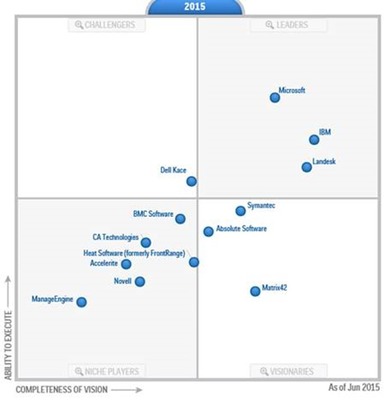 2015
CHALLENGERS
LEADERS
Microsoft
IBM
Landesk
Dell Kace
Symantec
BMC Software
Absolute Software
CA Technologies
Heat Software (formerly FrontRange)
Accelerite
Novell
Matrix42
ManageEngine
ABILITY TO EXECUTE
NICHE PLAYERS
VISIONARIES
COMPLETENESS OF VISION
As of Jun 2015